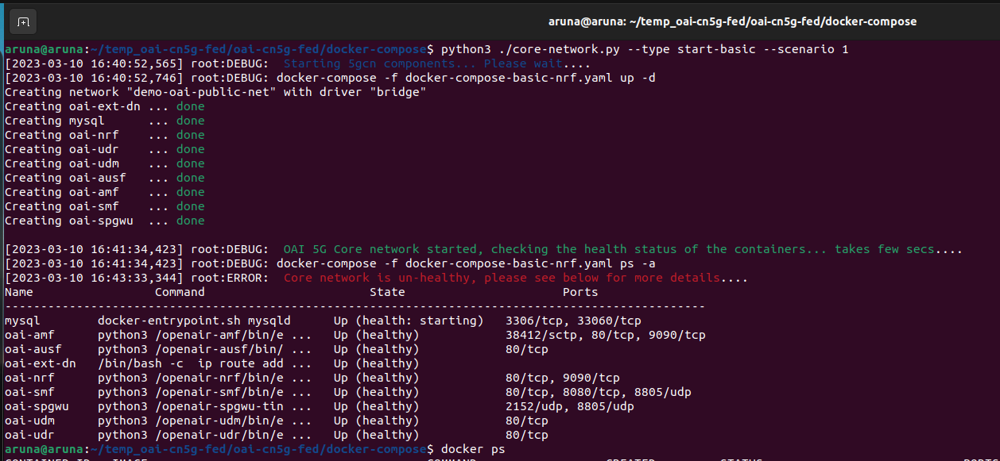 aruna@aruna: ~/temp_oai-cn5g-fed/oai-cn5g-fed/docker-compose
aruna@aruna:~/temp_oai-cn5g-fed/oai-cn5g-fed/docker-compose$ python3 ./core-network.py --type start-basic --scenario 1
[2023-03-10 16:40:52,565] root:DEBUG:  Starting 5gcn components... Please wait....
[2023-03-10 16:40:52,746] root:DEBUG: docker-compose -f docker-compose-basic-nrf.yaml up -d
Creating network "demo-oai-public-net" with driver "bridge"
Creating oai-ext-dn ... done
Creating mysql      ... done
Creating oai-nrf    ... done
Creating oai-udr    ... done
Creating oai-udm    ... done
Creating oai-ausf   ... done
Creating oai-amf    ... done
Creating oai-smf    ... done
Creating oai-spgwu  ... done
[2023-03-10 16:41:34,423] root:DEBUG:  OAI 5G Core network started, checking the health status of the containers... takes few secs....
[2023-03-10 16:41:34,423] root:DEBUG: docker-compose -f docker-compose-basic-nrf.yaml ps -a
[2023-03-10 16:43:33,344] root:ERROR:  Core network is un-healthy, please see below for more details....
Name                 Command                       State                      Ports
--------------------------------------------------------------------------------------------------
mysql        docker-entrypoint.sh mysqld      Up (health: starting)   3306/tcp, 33060/tcp
oai-amf      python3 /openair-amf/bin/e ...   Up (healthy)            38412/sctp, 80/tcp, 9090/tcp
oai-ausf     python3 /openair-ausf/bin/ ...   Up (healthy)            80/tcp
oai-ext-dn   /bin/bash -c  ip route add ...   Up (healthy)
oai-nrf      python3 /openair-nrf/bin/e ...   Up (healthy)            80/tcp, 9090/tcp
oai-smf      python3 /openair-smf/bin/e ...   Up (healthy)            80/tcp, 8080/tcp, 8805/udp
oai-spgwu    python3 /openair-spgwu-tin ...   Up (healthy)            2152/udp, 8805/udp
oai-udm      python3 /openair-udm/bin/e ...   Up (healthy)            80/tcp
oai-udr      python3 /openair-udr/bin/e ...   Up (healthy)            80/tcp
aruna@aruna:~/temp_oai-cn5g-fed/oai-cn5g-fed/docker-compose$ docker ps
CONTAINER ID   IMAGE                                       COMMAND                  CREATED         STATUS                            PORTS